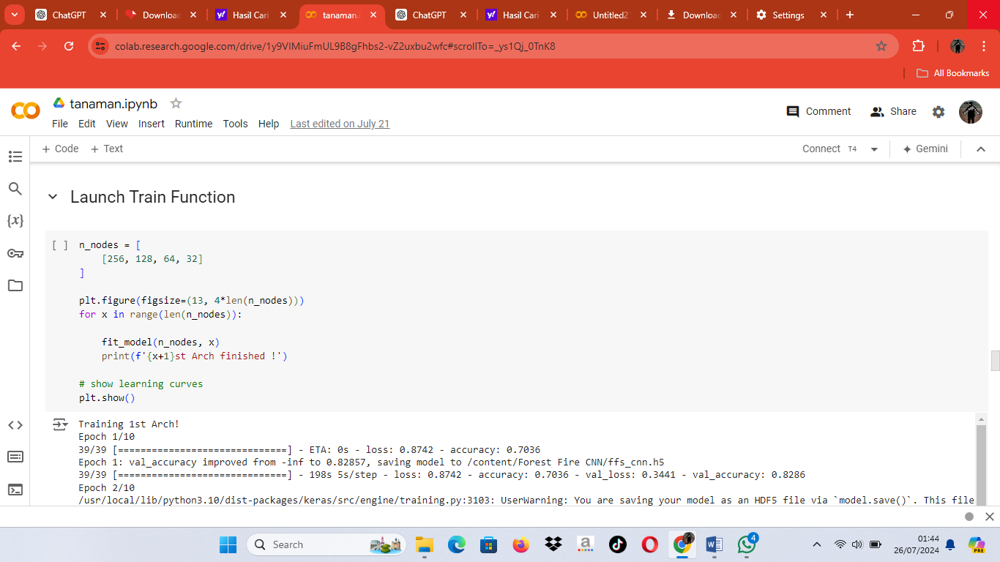 ChatGPT
Downloa
Hasil Cari
tanaman.
ChatGPT
Hasil Cari
Untitled2
Downloa
Settings
colab.research.google.com/drive/1y9VIMiuFmUL9B8gFhbs2-vZ2uxbu2wfc#scrollTo=_ys1Qj_0TnK8
All Bookmarks
tanaman.ipynb
File Edit View Insert Runtime Tools Help Last edited on July 21
Comment Share
+ Code + Text
Connect T4 Gemini
Launch Train Function
[ ] n_nodes = [
[256, 128, 64, 32]
]
plt.figure(figsize=(13, 4*len(n_nodes)))
for x in range(len(n_nodes)):
fit_model(n_nodes, x)
print(f'{x+1}st Arch finished !')
# show learning curves
plt.show()
Training 1st Arch!
Epoch 1/10
39/39 [==============================] - ETA: 0s - loss: 0.8742 - accuracy: 0.7036
Epoch 1: val_accuracy improved from -inf to 0.82857, saving model to /content/Forest Fire CNN/ffs_cnn.h5
39/39 [==============================] - 198s 5s/step - loss: 0.8742 - accuracy: 0.7036 - val_loss: 0.3441 - val_accuracy: 0.8286
Epoch 2/10
/usr/local/lib/python3.10/dist-packages/keras/src/engine/training.py:3103: UserWarning: You are saving your model as an HDF5 file via `model.save()`. This file
Search
a
W
4
01:44
26/07/2024
PRE